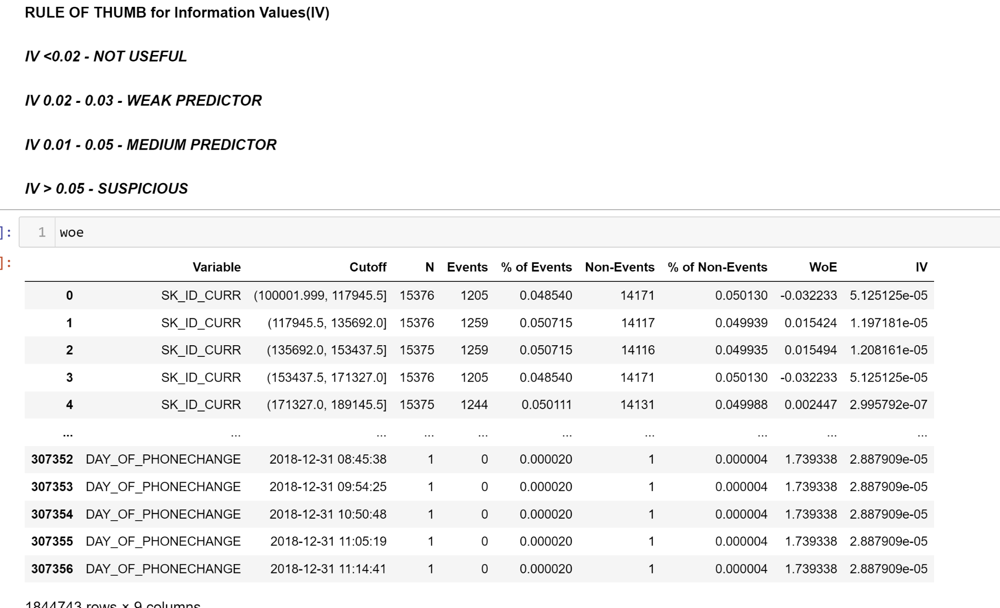 RULE OF THUMB for Information Values(IV)
IV <0.02 - NOT USEFUL
IV 0.02 - 0.03 - WEAK PREDICTOR
IV 0.01 - 0.05 - MEDIUM PREDICTOR
IV > 0.05 - SUSPICIOUS
]: 1 woe
]:
Variable Cutoff N Events % of Events Non-Events % of Non-Events WoE IV
0 SK_ID_CURR (100001.999, 117945.5] 15376 1205 0.048540 14171 0.050130 -0.032233 5.125125e-05
1 SK_ID_CURR (117945.5, 135692.0] 15376 1259 0.050715 14117 0.049939 0.015424 1.197181e-05
2 SK_ID_CURR (135692.0, 153437.5] 15375 1259 0.050715 14116 0.049935 0.015494 1.208161e-05
3 SK_ID_CURR (153437.5, 171327.0] 15376 1205 0.048540 14171 0.050130 -0.032233 5.125125e-05
4 SK_ID_CURR (171327.0, 189145.5] 15375 1244 0.050111 14131 0.049988 0.002447 2.995792e-07
... ... ... ... ... ... ... ... ... ...
307352 DAY_OF_PHONECHANGE 2018-12-31 08:45:38 1 0 0.000020 1 0.000004 1.739338 2.887909e-05
307353 DAY_OF_PHONECHANGE 2018-12-31 09:54:25 1 0 0.000020 1 0.000004 1.739338 2.887909e-05
307354 DAY_OF_PHONECHANGE 2018-12-31 10:50:48 1 0 0.000020 1 0.000004 1.739338 2.887909e-05
307355 DAY_OF_PHONECHANGE 2018-12-31 11:05:19 1 0 0.000020 1 0.000004 1.739338 2.887909e-05
307356 DAY_OF_PHONECHANGE 2018-12-31 11:14:41 1 0 0.000020 1 0.000004 1.739338 2.887909e-05
1844743 rows × 9 columns